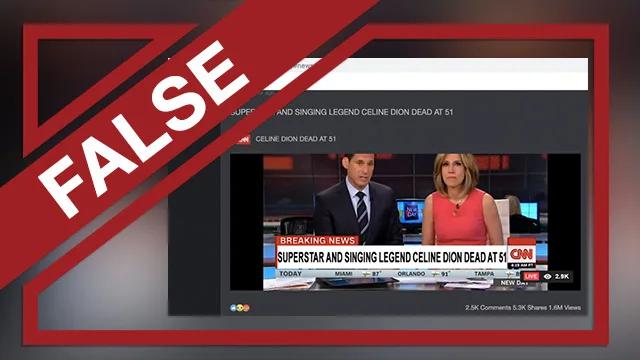 FALSE
AND SINGING LEGEND CELINE DION DEAD AT 51
CNN CELINE DION DEAD AT 51
NEW DAY
BREAKING NEWS
SUPERSTAR AND SINGING LEGEND CELINE DION DEAD AT 51
CNN
TODAY MIAMI 87° ORLANDO 91° TAMPA
LIVE 2.9K
NEW DAY
2.5K Comments 5.3K Shares 1.6M Views